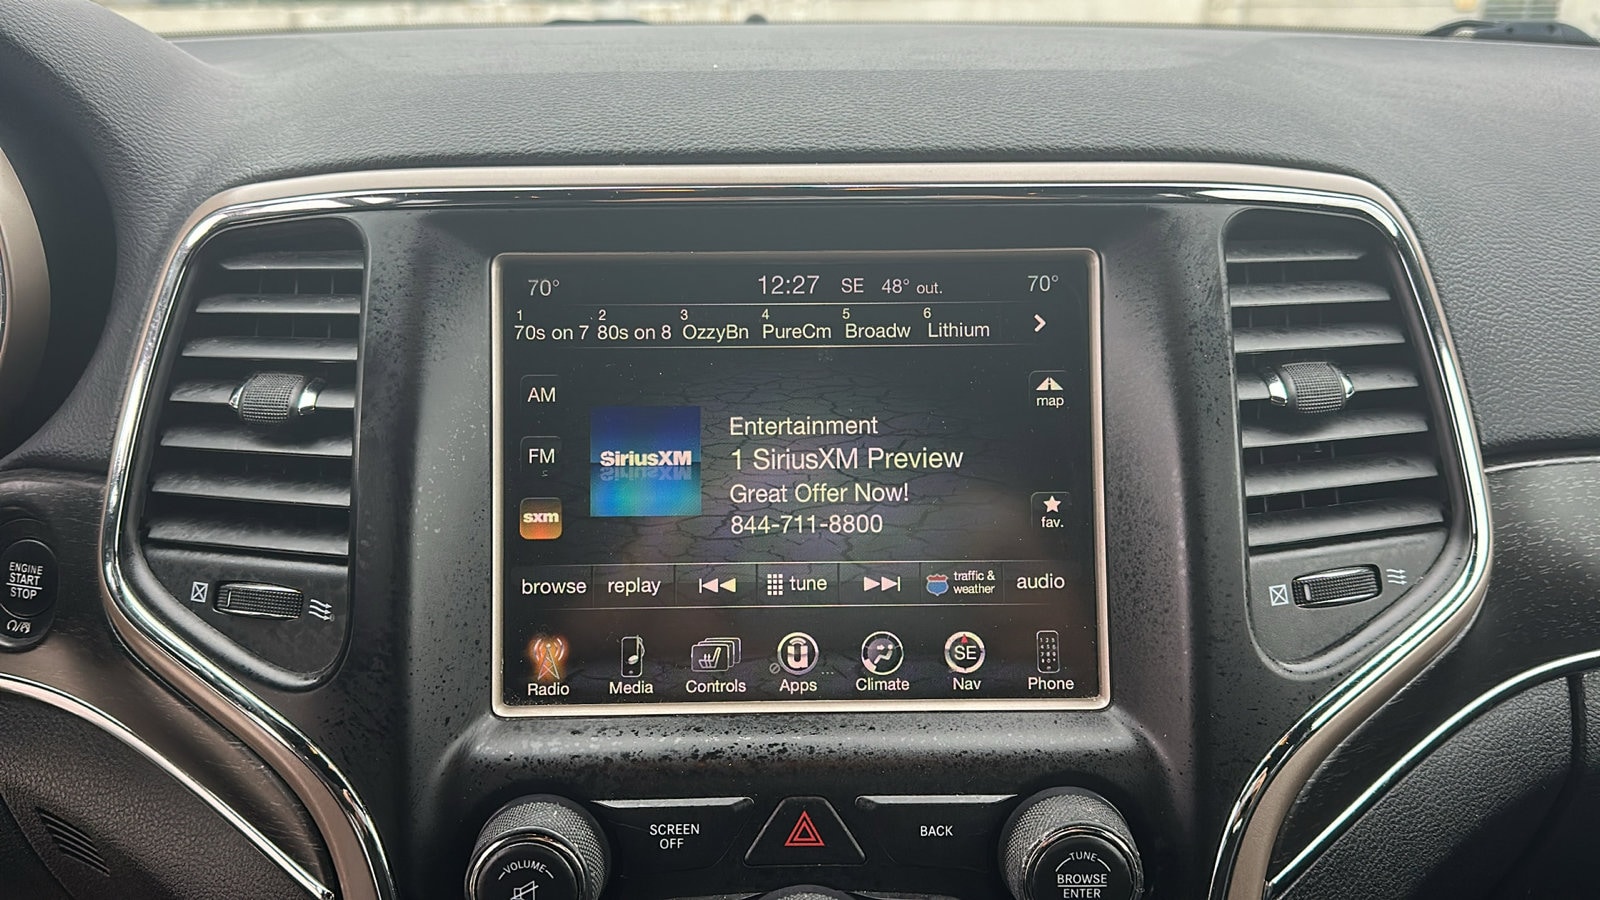 70° 12:27 SE 48° out. 70°
1 2 3 4 5 6
70s on 7 80s on 8 OzzyBn PureCm Broadw Lithium
AM
map
Entertainment
FM
SiriusXM
1 SiriusXM Preview
Great Offer Now!
sxm
844-711-8800
fav.
browse replay tune traffic & weather audio
SE
Radio Media Controls Apps Climate Nav Phone
ENGINE
START
STOP
SCREEN
OFF
BACK
VOLUME
TUNE
BROWSE
ENTER